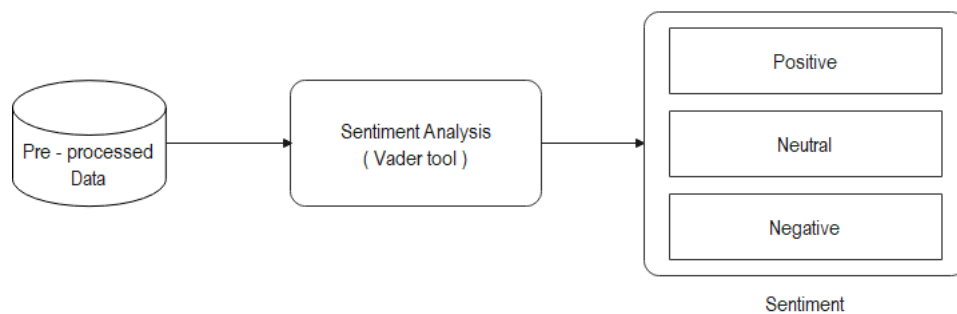 Pre - processed
Data
Sentiment Analysis
( Vader tool )
Positive
Neutral
Negative
Sentiment